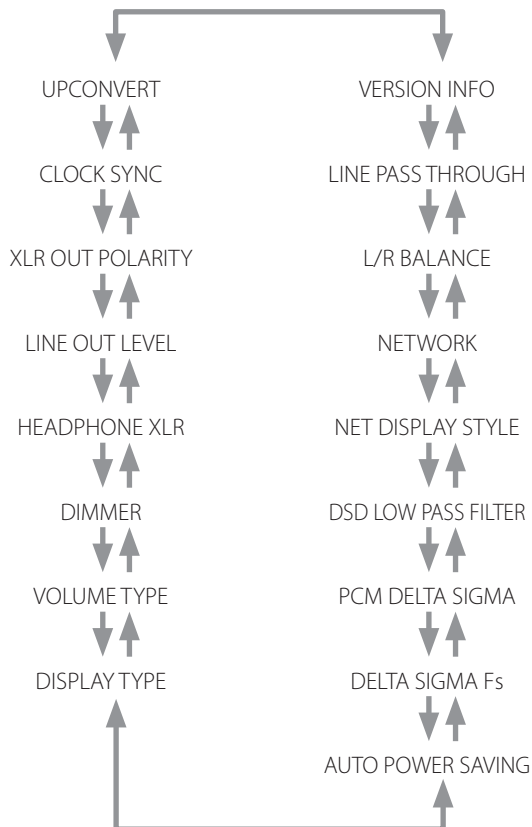 UPCONVERT
CLOCK SYNC
XLR OUT POLARITY
LINE OUT LEVEL
HEADPHONE XLR
DIMMER
VOLUME TYPE
DISPLAY TYPE
VERSION INFO
LINE PASS THROUGH
L/R BALANCE
NETWORK
NET DISPLAY STYLE
DSD LOW PASS FILTER
PCM DELTA SIGMA
DELTA SIGMA Fs
AUTO POWER SAVING